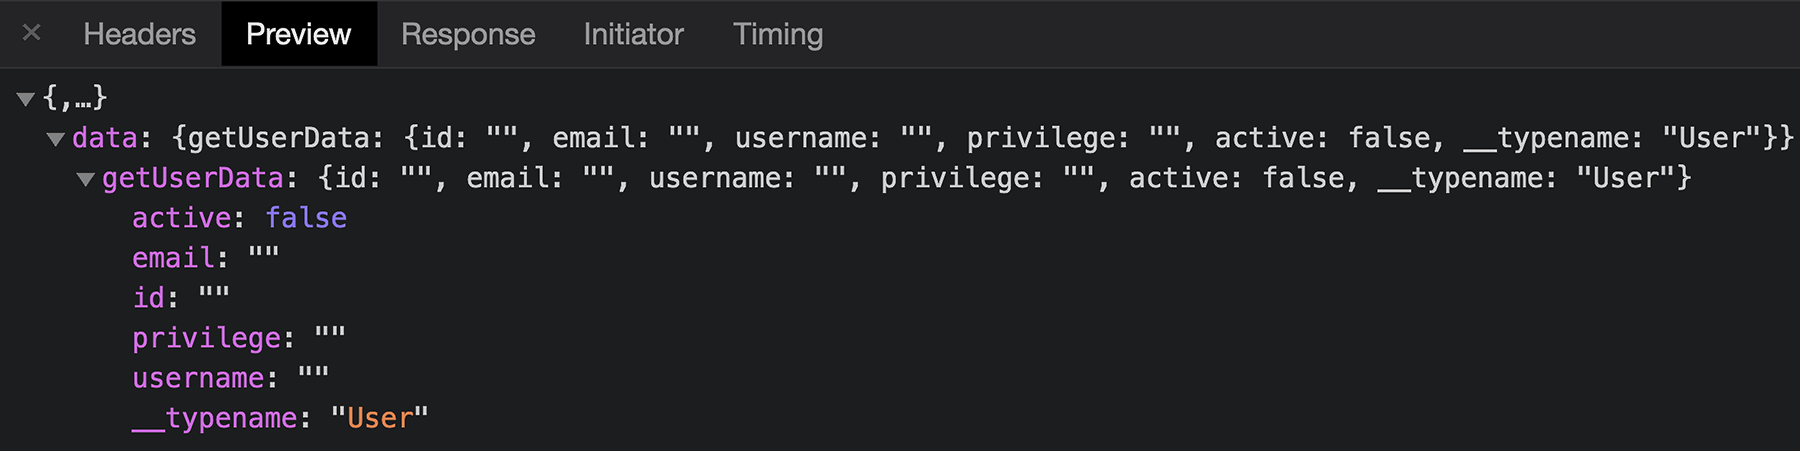 × Headers Preview Response Initiator Timing
▼{,…}
▼data: {getUserData: {id: "", email: "", username: "", privilege: "", active: false, __typename: "User"}}
▼getUserData: {id: "", email: "", username: "", privilege: "", active: false, __typename: "User"}
active: false
email: ""
id: ""
privilege: ""
username: ""
__typename: "User"